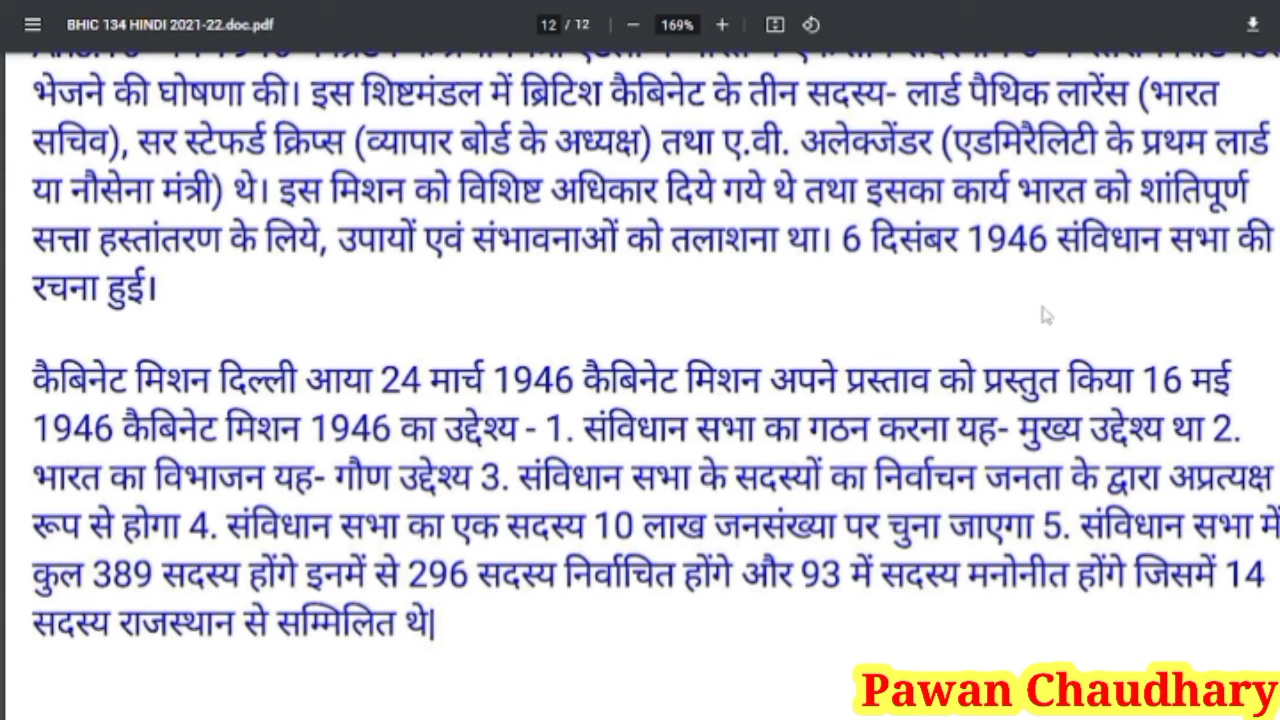 BHIC 134 HINDI 2021-22.doc.pdf
12 / 12
169%
भेजने की घोषणा की। इस शिष्टमंडल में ब्रिटिश कैबिनेट के तीन सदस्य- लार्ड पैथिक लारेंस (भारत
सचिव), सर स्टेफर्ड क्रिप्स (व्यापार बोर्ड के अध्यक्ष) तथा ए.वी. अलेक्जेंडर (एडमिरैलिटी के प्रथम लार्ड
या नौसेना मंत्री) थे। इस मिशन को विशिष्ट अधिकार दिये गये थे तथा इसका कार्य भारत को शांतिपूर्ण
सत्ता हस्तांतरण के लिये, उपायों एवं संभावनाओं को तलाशना था। 6 दिसंबर 1946 संविधान सभा की
रचना हुई।
कैबिनेट मिशन दिल्ली आया 24 मार्च 1946 कैबिनेट मिशन अपने प्रस्ताव को प्रस्तुत किया 16 मई
1946 कैबिनेट मिशन 1946 का उद्देश्य - 1. संविधान सभा का गठन करना यह- मुख्य उद्देश्य था 2.
भारत का विभाजन यह- गौण उद्देश्य 3. संविधान सभा के सदस्यों का निर्वाचन जनता के द्वारा अप्रत्यक्ष
रूप से होगा 4. संविधान सभा का एक सदस्य 10 लाख जनसंख्या पर चुना जाएगा 5. संविधान सभा में
कुल 389 सदस्य होंगे इनमें से 296 सदस्य निर्वाचित होंगे और 93 में सदस्य मनोनीत होंगे जिसमें 14
सदस्य राजस्थान से सम्मिलित थे|
Pawan Chaudhary